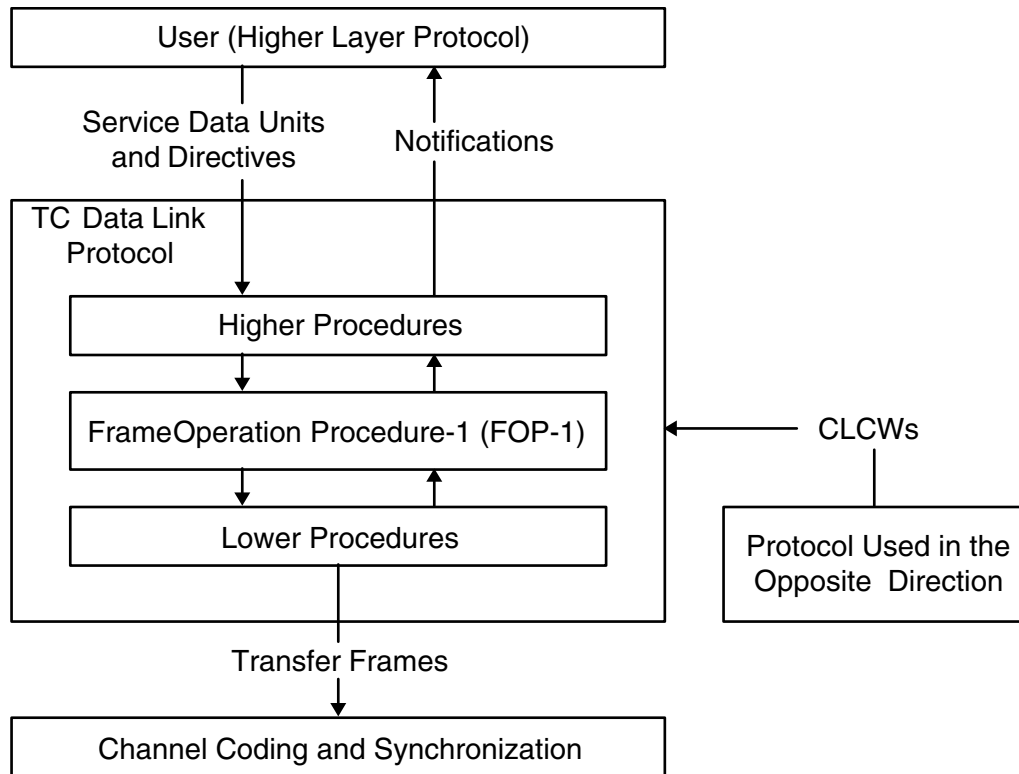 User (Higher Layer Protocol)
Service Data Units
and Directives
Notifications
TC Data Link
Protocol
Higher Procedures
FrameOperation Procedure-1 (FOP-1)
CLCWs
Lower Procedures
Protocol Used in the
Opposite Direction
Transfer Frames
Channel Coding and Synchronization